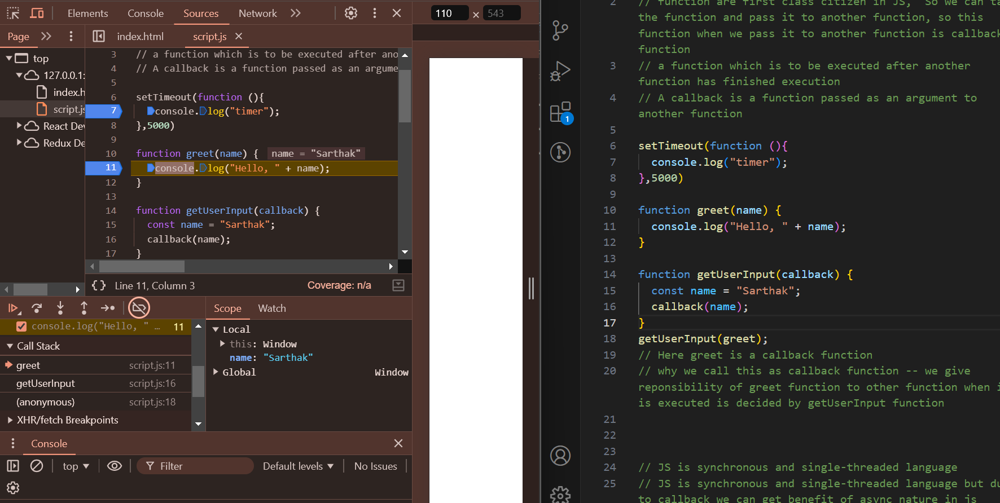 Elements Console Sources Network
110 × 543
Page
index.html script.js
top
127.0.0.1:
index.h
script.js
React Dev
Redux De
3 // a function which is to be executed after ano
4 // A callback is a function passed as an argume
5
6 setTimeout(function (){
7 console.log("timer");
8 },5000)
9
10 function greet(name) { name = "Sarthak"
11 console.log("Hello, " + name);
12 }
13
14 function getUserInput(callback) {
15 const name = "Sarthak";
16 callback(name);
17 }
{ } Line 11, Column 3 Coverage: n/a
console.log("Hello, " … 11
Call Stack
greet script.js:11
getUserInput script.js:16
(anonymous) script.js:18
XHR/fetch Breakpoints
Scope Watch
Local
this: Window
name: "Sarthak"
Global Window
Console
top Filter Default levels No Issues
1
2 // function are first class citizen in JS, So we can ta
the function and pass it to another function, so this
function when we pass it to another function is callback
function
3 // a function which is to be executed after another
function has finished execution
4 // A callback is a function passed as an argument to
another function
5
6 setTimeout(function (){
7 console.log("timer");
8 },5000)
9
10 function greet(name) {
11 console.log("Hello, " + name);
12 }
13
14 function getUserInput(callback) {
15 const name = "Sarthak";
16 callback(name);
17 }
18 getUserInput(greet);
19 // Here greet is a callback function
20 // why we call this as callback function -- we give
reponsibility of greet function to other function when i
is executed is decided by getUserInput function
21
22
23
24 // JS is synchronous and single-threaded language
25 // JS is synchronous and single-threaded language but du
to callback we can get benefit of async nature in js